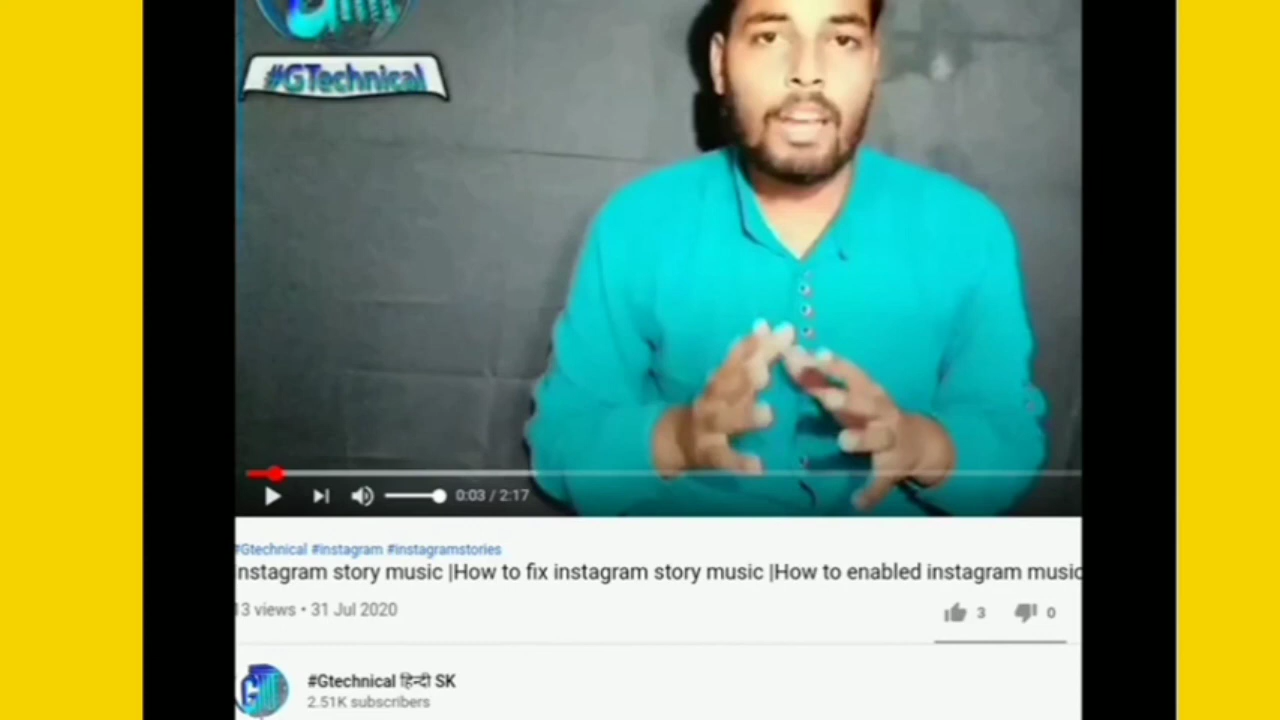 #GTechnical
0:03 / 2:17
#Gtechnical #instagram #instagramstories
nstagram story music |How to fix instagram story music |How to enabled instagram music
13 views • 31 Jul 2020
3
0
#Gtechnical हिन्दी SK
2.51K subscribers